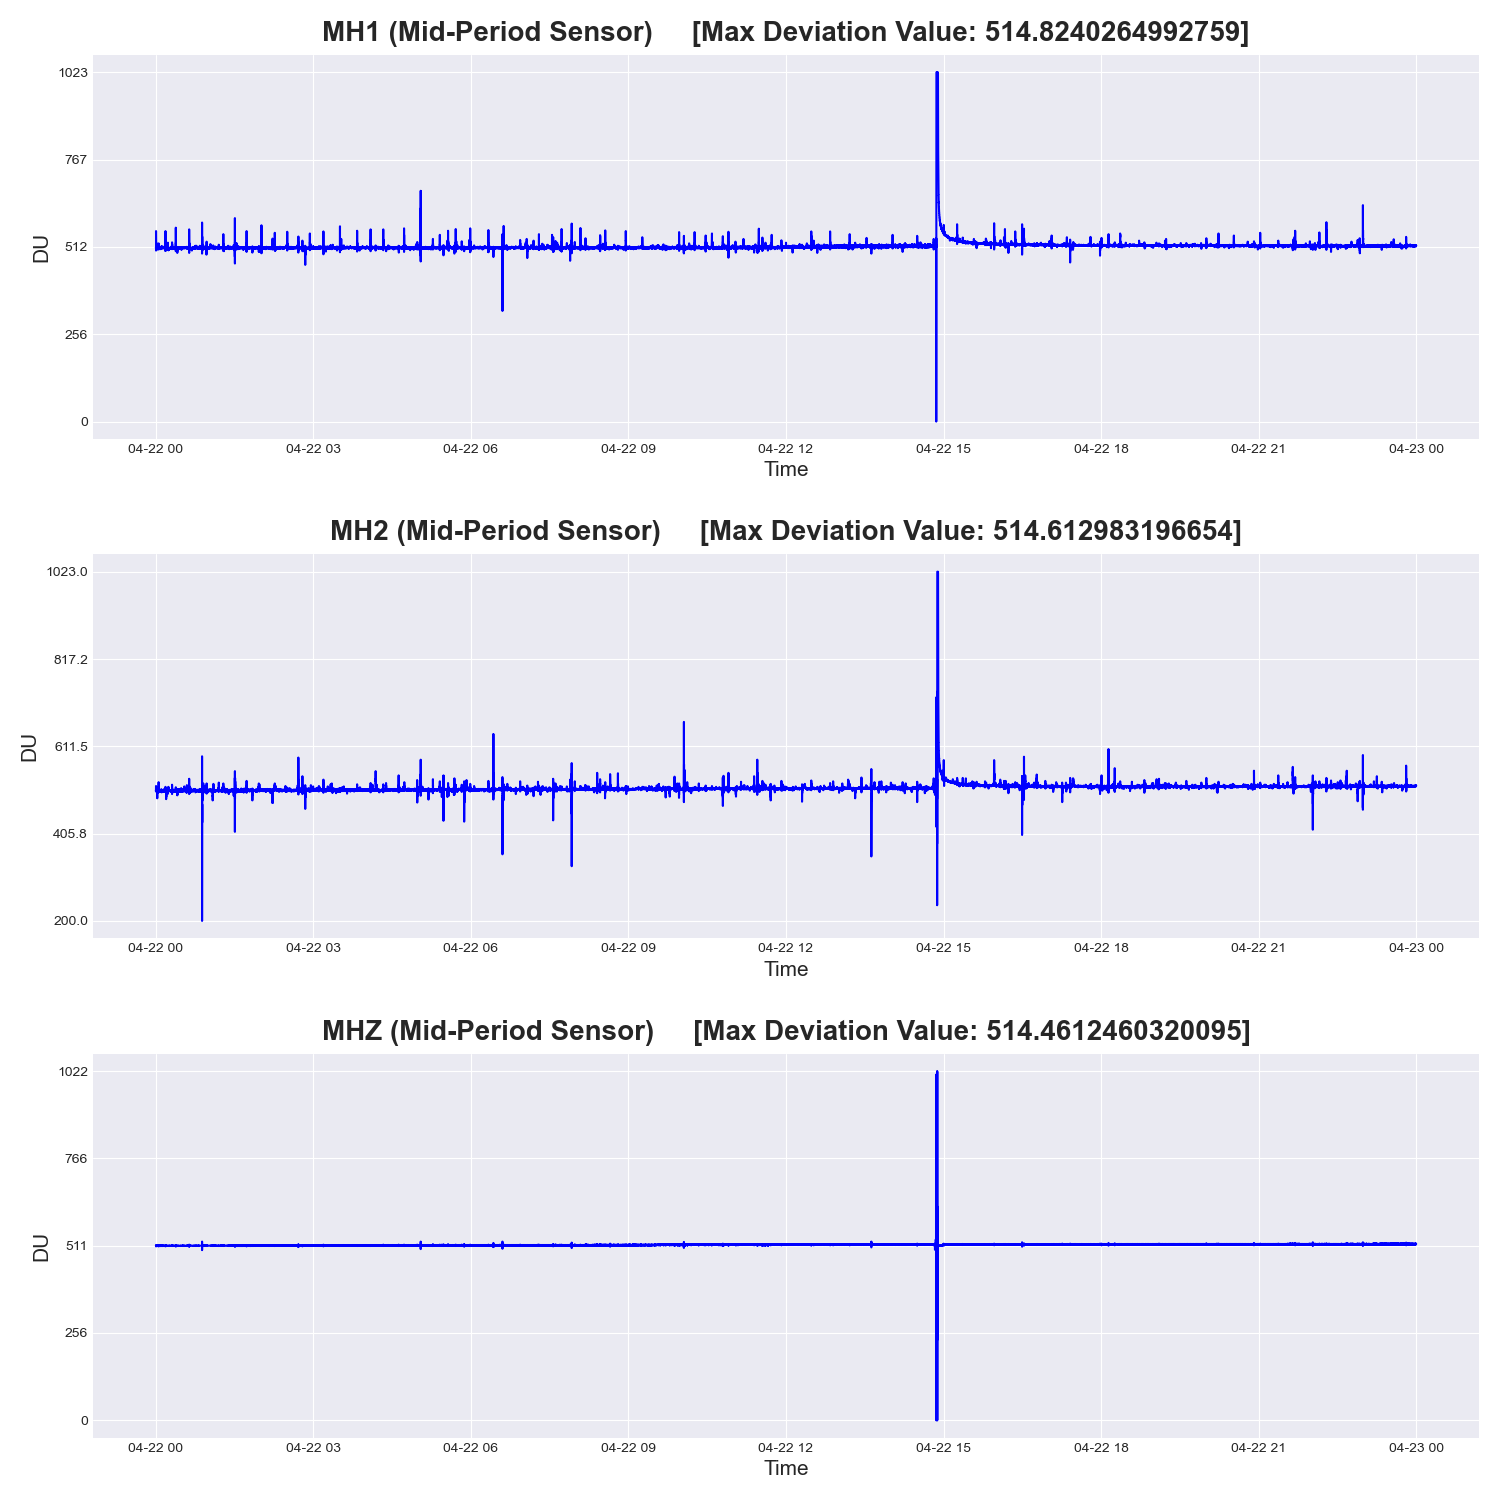 MH1 (Mid-Period Sensor) [Max Deviation Value: 514.8240264992759]
1023
767
512
256
0
DU
04-22 00 04-22 03 04-22 06 04-22 09 04-22 12 04-22 15 04-22 18 04-22 21 04-23 00
Time
MH2 (Mid-Period Sensor) [Max Deviation Value: 514.612983196654]
1023.0
817.2
611.5
405.8
200.0
DU
04-22 00 04-22 03 04-22 06 04-22 09 04-22 12 04-22 15 04-22 18 04-22 21 04-23 00
Time
MHZ (Mid-Period Sensor) [Max Deviation Value: 514.4612460320095]
1022
766
511
256
0
DU
04-22 00 04-22 03 04-22 06 04-22 09 04-22 12 04-22 15 04-22 18 04-22 21 04-23 00
Time